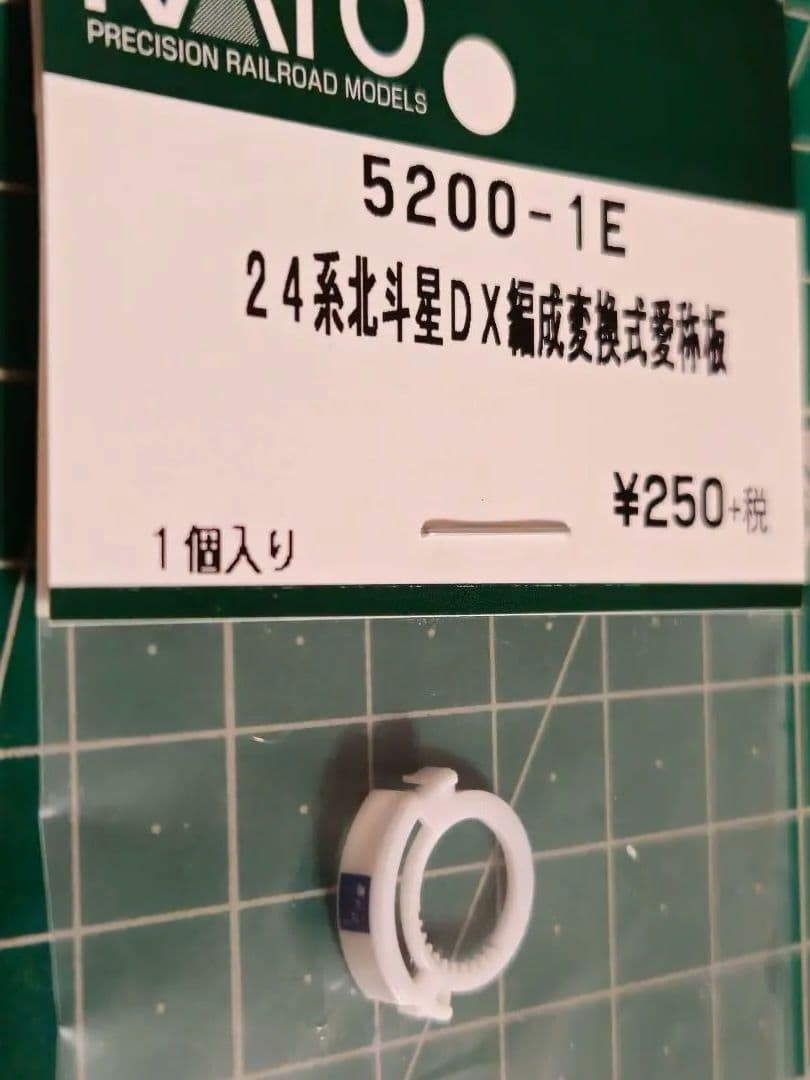 KATO
PRECISION RAILROAD MODELS
5200-1E
24系北斗星DX編成変換式愛称板
¥250+税
1個入り